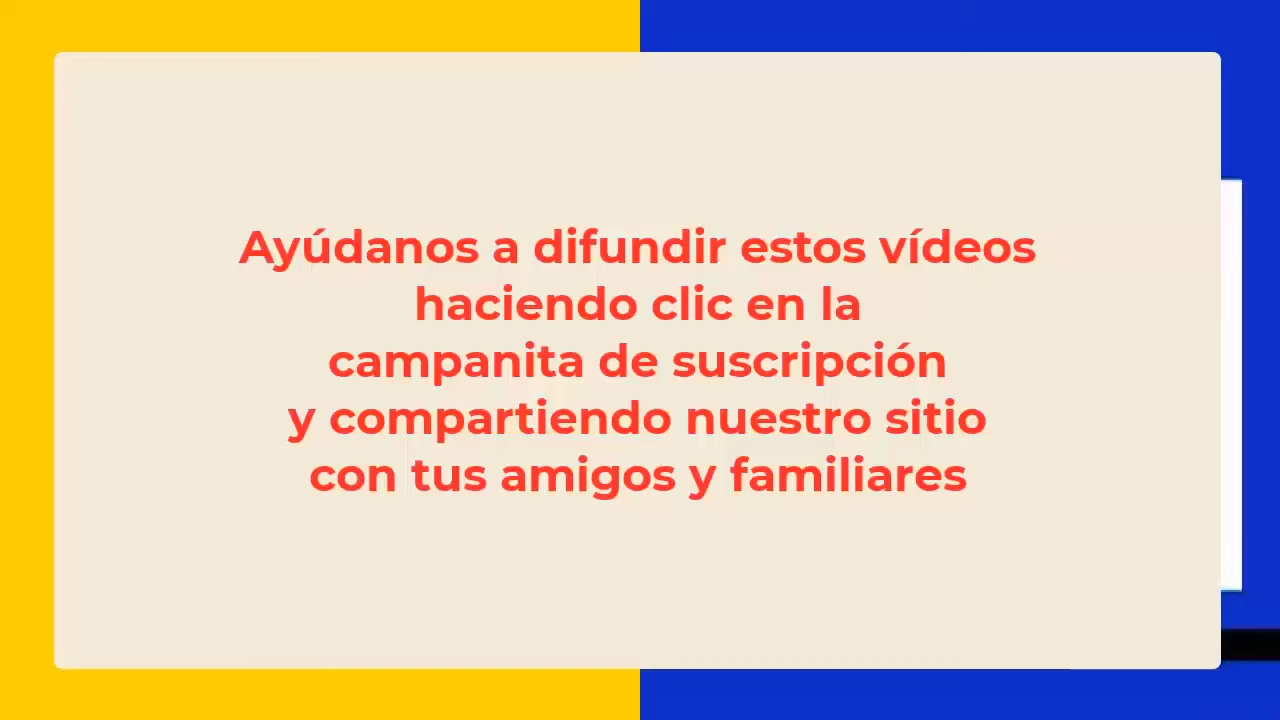 Ayúdanos a difundir estos vídeos
haciendo clic en la
campanita de suscripción
y compartiendo nuestro sitio
con tus amigos y familiares